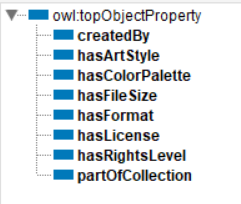 owl:topObjectProperty
createdBy
hasArtStyle
hasColorPalette
hasFileSize
hasFormat
hasLicense
hasRightsLevel
partOfCollection